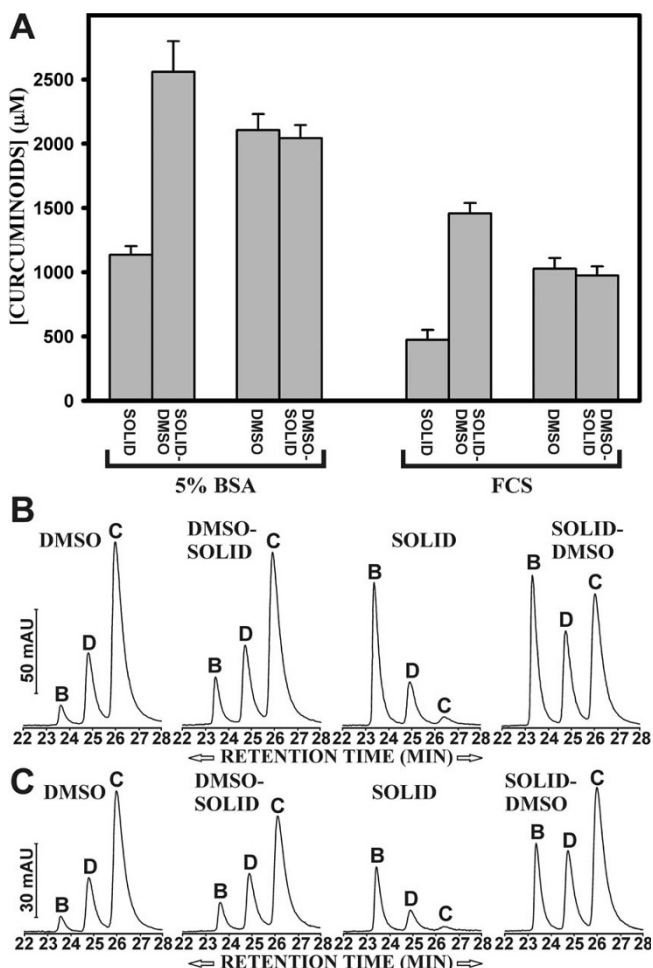 A
[CURCUMINOIDS] (μM)
2500
2000
1500
1000
500
0
SOLID
SOLID-
DMSO
DMSO
DMSO-
SOLID
SOLID
SOLID-
DMSO
DMSO
DMSO-
SOLID
5% BSA
FCS
B
DMSO
DMSO-
SOLID
SOLID
SOLID-
DMSO
50 mAU
B
D
C
B
D
C
B
D
C
B
D
C
22 23 24 25 26 27 22 23 24 25 26 27 28 22 23 24 25 26 27 22 23 24 25 26 27 28
RETENTION TIME (MIN)
C
DMSO
DMSO-
SOLID
SOLID
SOLID-
DMSO
30 mAU
B
D
C
B
D
C
B
D
C
B
D
C
22 23 24 25 26 27 28 22 23 24 25 26 27 28 22 23 24 25 26 27 28 22 23 24 25 26 27 28
RETENTION TIME (MIN)